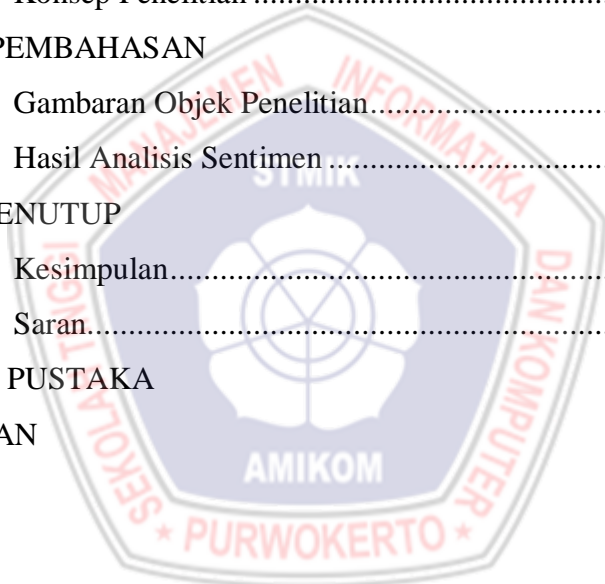 Konsep Penelitian ..........................................
PEMBAHASAN
Gambaran Objek Penelitian............................
Hasil Analisis Sentimen .................................
ENUTUP
Kesimpulan.....................................................
Saran..............................................................
PUSTAKA
AN
SEKOLAH TINGGI MANAJEMEN INFORMATIKA DAN KOMPUTER
STMIK
AMIKOM
* PURWOKERTO *